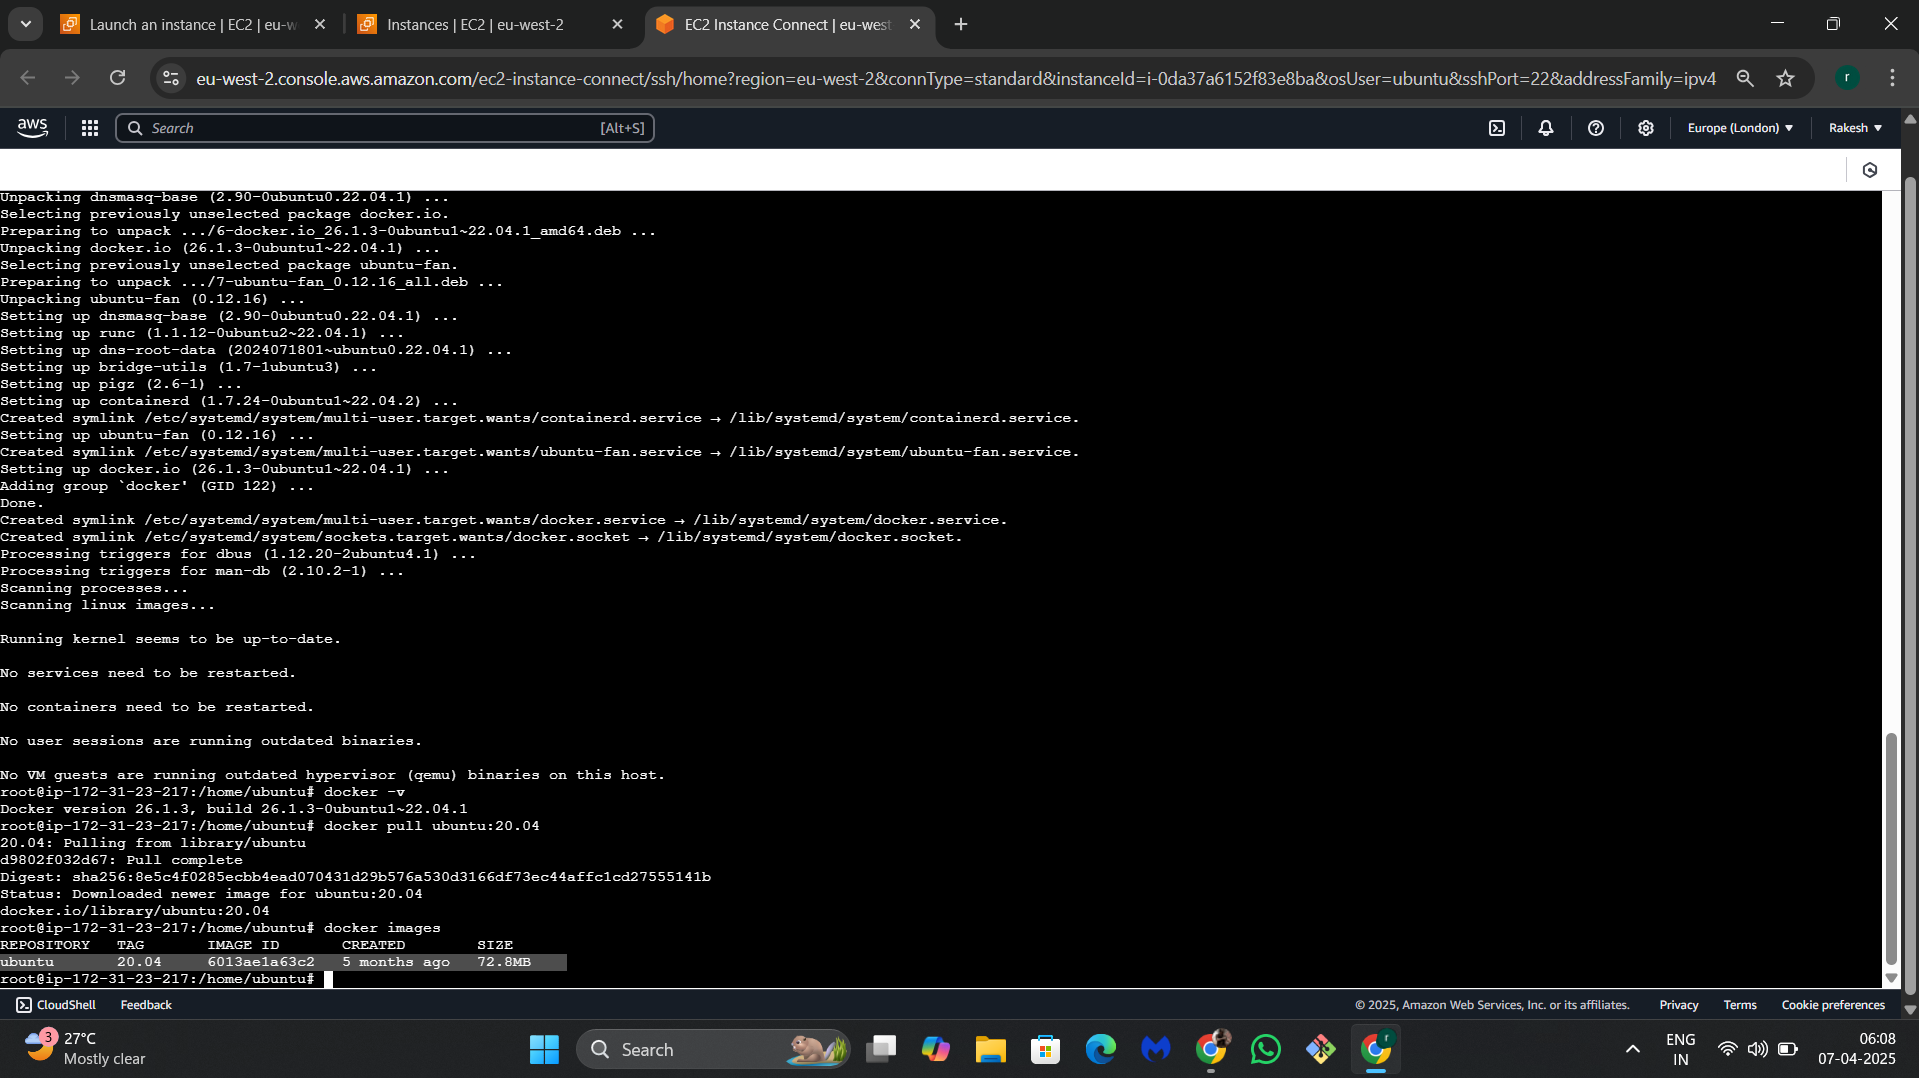 Launch an instance | EC2 | eu-w
Instances | EC2 | eu-west-2
EC2 Instance Connect | eu-west
eu-west-2.console.aws.amazon.com/ec2-instance-connect/ssh/home?region=eu-west-2&connType=standard&instanceId=i-0da37a6152f83e8ba&osUser=ubuntu&sshPort=22&addressFamily=ipv4
r
aws
Search
[Alt+S]
Europe (London)
Rakesh
Unpacking dnsmasq-base (2.90-0ubuntu0.22.04.1) ...
Selecting previously unselected package docker.io.
Preparing to unpack .../6-docker.io_26.1.3-0ubuntu1~22.04.1_amd64.deb ...
Unpacking docker.io (26.1.3-0ubuntu1~22.04.1) ...
Selecting previously unselected package ubuntu-fan.
Preparing to unpack .../7-ubuntu-fan_0.12.16_all.deb ...
Unpacking ubuntu-fan (0.12.16) ...
Setting up dnsmasq-base (2.90-0ubuntu0.22.04.1) ...
Setting up runc (1.1.12-0ubuntu2~22.04.1) ...
Setting up dns-root-data (2024071801~ubuntu0.22.04.1) ...
Setting up bridge-utils (1.7-1ubuntu3) ...
Setting up pigz (2.6-1) ...
Setting up containerd (1.7.24-0ubuntu1~22.04.2) ...
Created symlink /etc/systemd/system/multi-user.target.wants/containerd.service → /lib/systemd/system/containerd.service.
Setting up ubuntu-fan (0.12.16) ...
Created symlink /etc/systemd/system/multi-user.target.wants/ubuntu-fan.service → /lib/systemd/system/ubuntu-fan.service.
Setting up docker.io (26.1.3-0ubuntu1~22.04.1) ...
Adding group `docker' (GID 122) ...
Done.
Created symlink /etc/systemd/system/multi-user.target.wants/docker.service → /lib/systemd/system/docker.service.
Created symlink /etc/systemd/system/sockets.target.wants/docker.socket → /lib/systemd/system/docker.socket.
Processing triggers for dbus (1.12.20-2ubuntu4.1) ...
Processing triggers for man-db (2.10.2-1) ...
Scanning processes...
Scanning linux images...
Running kernel seems to be up-to-date.
No services need to be restarted.
No containers need to be restarted.
No user sessions are running outdated binaries.
No VM guests are running outdated hypervisor (qemu) binaries on this host.
root@ip-172-31-23-217:/home/ubuntu# docker -v
Docker version 26.1.3, build 26.1.3-0ubuntu1~22.04.1
root@ip-172-31-23-217:/home/ubuntu# docker pull ubuntu:20.04
20.04: Pulling from library/ubuntu
d9802f032d67: Pull complete
Digest: sha256:8e5c4f0285ecbb4ead070431d29b576a530d3166df73ec44affc1cd27555141b
Status: Downloaded newer image for ubuntu:20.04
docker.io/library/ubuntu:20.04
root@ip-172-31-23-217:/home/ubuntu# docker images
REPOSITORY TAG IMAGE ID CREATED SIZE
ubuntu 20.04 6013ae1a63c2 5 months ago 72.8MB
root@ip-172-31-23-217:/home/ubuntu#
CloudShell Feedback © 2025, Amazon Web Services, Inc. or its affiliates. Privacy Terms Cookie preferences
3
27°C
Mostly clear
Search
r
ENG
IN
06:08
07-04-2025